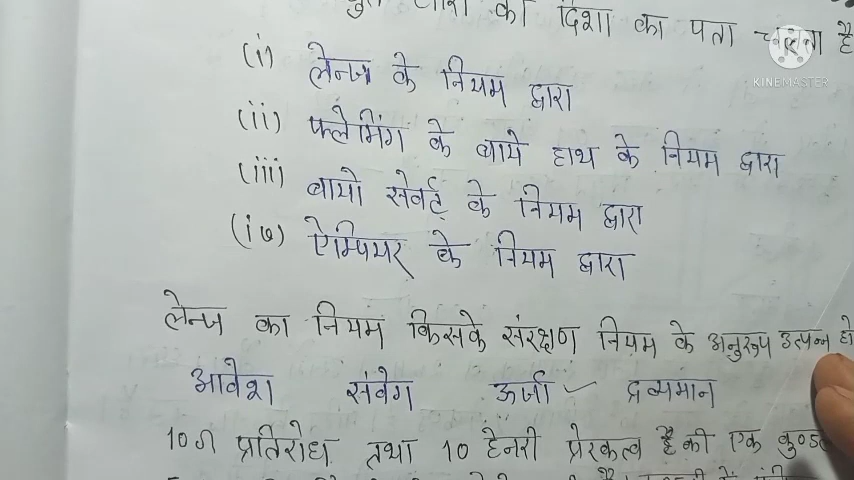 धारा की दिशा का पता चलता है
(i) लेन्ज के नियम द्वारा
(ii) फ्लेमिंग के बायें हाथ के नियम द्वारा
(iii) बायो सेवर्ट के नियम द्वारा
(iv) ऐम्पियर के नियम द्वारा
लेन्ज का नियम किसके संरक्षण नियम के अनुरूप उत्पन्न हो
आवेश संवेग ऊर्जा ✓ द्रव्यमान
10Ω प्रतिरोध तथा 10 हेनरी प्रेरकत्व है की एक
KINEMASTER